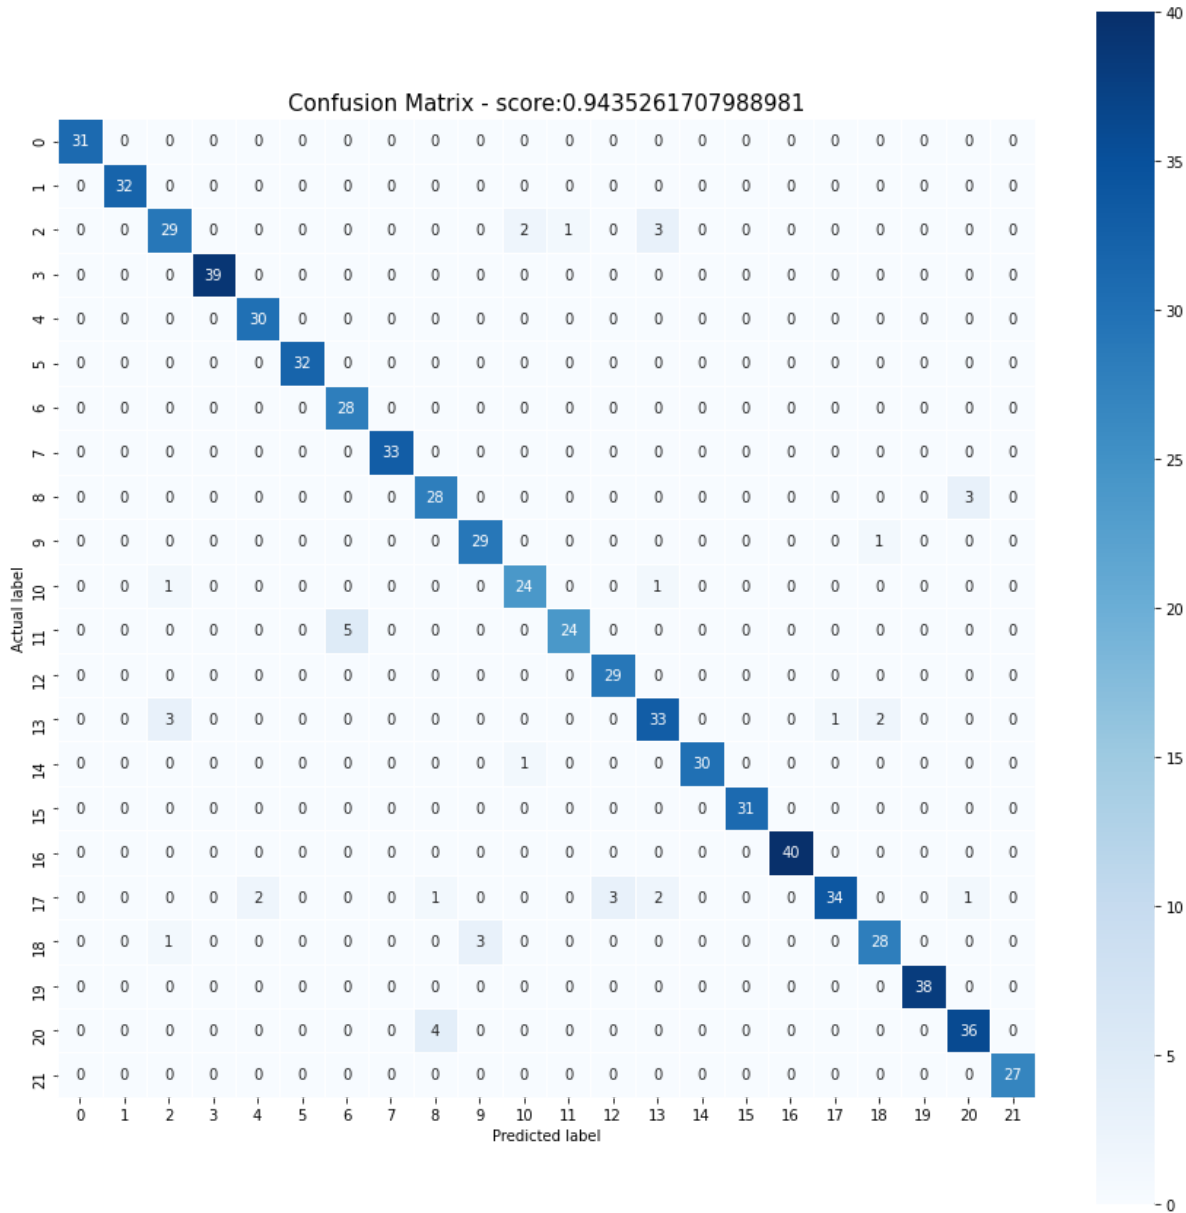 Confusion Matrix - score:0.9435261707988981
0 31 0 0 0 0 0 0 0 0 0 0 0 0 0 0 0 0 0 0 0 0 0
1 0 32 0 0 0 0 0 0 0 0 0 0 0 0 0 0 0 0 0 0 0 0
2 0 0 29 0 0 0 0 0 0 0 2 1 0 3 0 0 0 0 0 0 0 0
3 0 0 0 39 0 0 0 0 0 0 0 0 0 0 0 0 0 0 0 0 0 0
4 0 0 0 0 30 0 0 0 0 0 0 0 0 0 0 0 0 0 0 0 0 0
5 0 0 0 0 0 32 0 0 0 0 0 0 0 0 0 0 0 0 0 0 0 0
6 0 0 0 0 0 0 28 0 0 0 0 0 0 0 0 0 0 0 0 0 0 0
7 0 0 0 0 0 0 0 33 0 0 0 0 0 0 0 0 0 0 0 0 0 0
8 0 0 0 0 0 0 0 0 28 0 0 0 0 0 0 0 0 0 0 0 3 0
9 0 0 0 0 0 0 0 0 0 29 0 0 0 0 0 0 0 0 1 0 0 0
10 0 0 1 0 0 0 0 0 0 0 24 0 0 1 0 0 0 0 0 0 0 0
11 0 0 0 0 0 0 5 0 0 0 0 24 0 0 0 0 0 0 0 0 0 0
12 0 0 0 0 0 0 0 0 0 0 0 0 29 0 0 0 0 0 0 0 0 0
13 0 0 3 0 0 0 0 0 0 0 0 0 0 33 0 0 0 1 2 0 0 0
14 0 0 0 0 0 0 0 0 0 0 1 0 0 0 30 0 0 0 0 0 0 0
15 0 0 0 0 0 0 0 0 0 0 0 0 0 0 0 31 0 0 0 0 0 0
16 0 0 0 0 0 0 0 0 0 0 0 0 0 0 0 0 40 0 0 0 0 0
17 0 0 0 0 2 0 0 0 1 0 0 0 3 2 0 0 0 34 0 0 1 0
18 0 0 1 0 0 0 0 0 0 3 0 0 0 0 0 0 0 0 28 0 0 0
19 0 0 0 0 0 0 0 0 0 0 0 0 0 0 0 0 0 0 0 38 0 0
20 0 0 0 0 0 0 0 0 4 0 0 0 0 0 0 0 0 0 0 0 36 0
21 0 0 0 0 0 0 0 0 0 0 0 0 0 0 0 0 0 0 0 0 0 27
0 1 2 3 4 5 6 7 8 9 10 11 12 13 14 15 16 17 18 19 20 21
Predicted label
Actual label
40
35
30
25
20
15
10
5
0